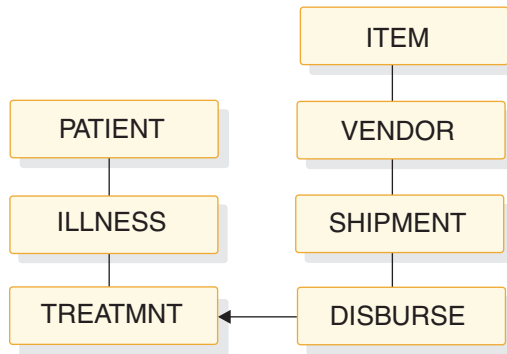 ITEM
PATIENT
VENDOR
ILLNESS
SHIPMENT
TREATMNT
DISBURSE